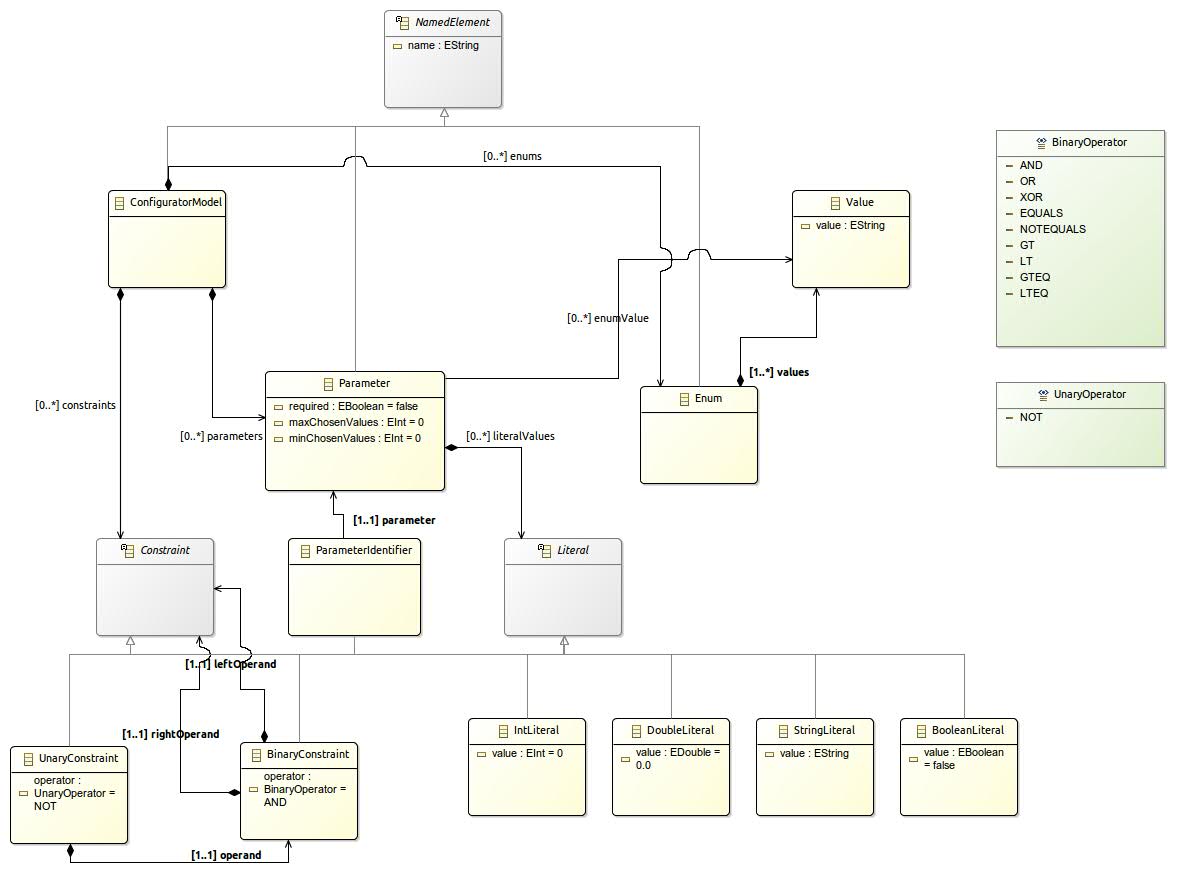 NamedElement
name : EString
[0..*] enums
BinaryOperator
AND
OR
XOR
EQUALS
NOTEQUALS
GT
LT
GTEQ
LTEQ
ConfiguratorModel
Value
value : EString
[0..*] enumValue
[1..*] values
Parameter
required : EBoolean = false
maxChosenValues : EInt = 0
minChosenValues : EInt = 0
Enum
UnaryOperator
NOT
[0..*] constraints
[0..*] parameters
[0..*] literalValues
[1..1] parameter
Constraint
ParameterIdentifier
Literal
[1..1] leftOperand
[1..1] rightOperand
UnaryConstraint
operator :
UnaryOperator =
NOT
BinaryConstraint
operator :
BinaryOperator =
AND
IntLiteral
value : EInt = 0
DoubleLiteral
value : EDouble =
0.0
StringLiteral
value : EString
BooleanLiteral
value : EBoolean
= false
[1..1] operand